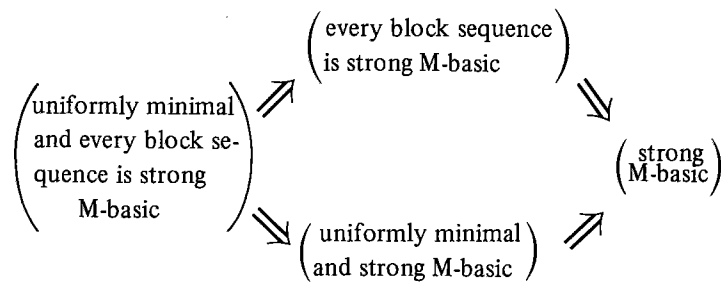 every block sequence
is strong M-basic
uniformly minimal
and every block se-
quence is strong
M-basic
strong
M-basic
uniformly minimal
and strong M-basic